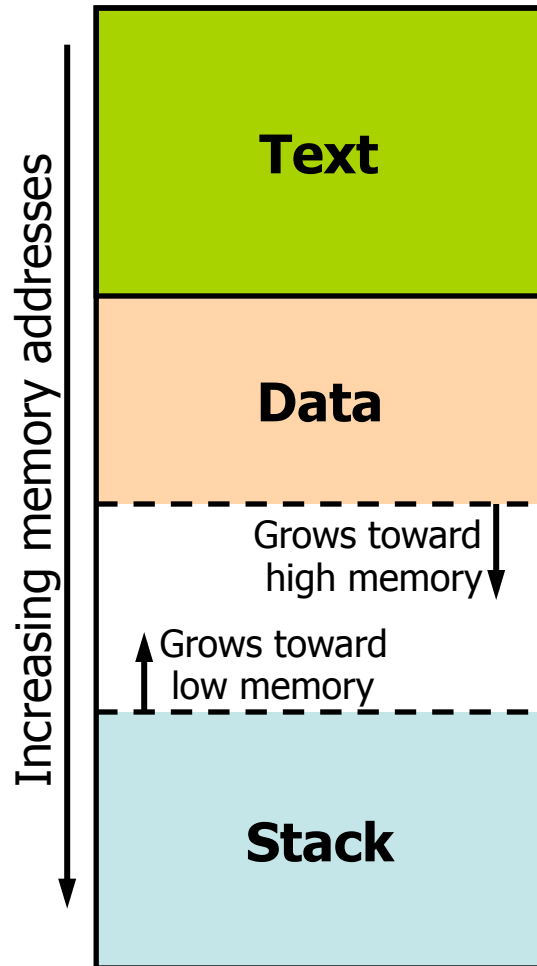 Increasing memory addresses
Text
Data
Grows toward
high memory
Grows toward
low memory
Stack